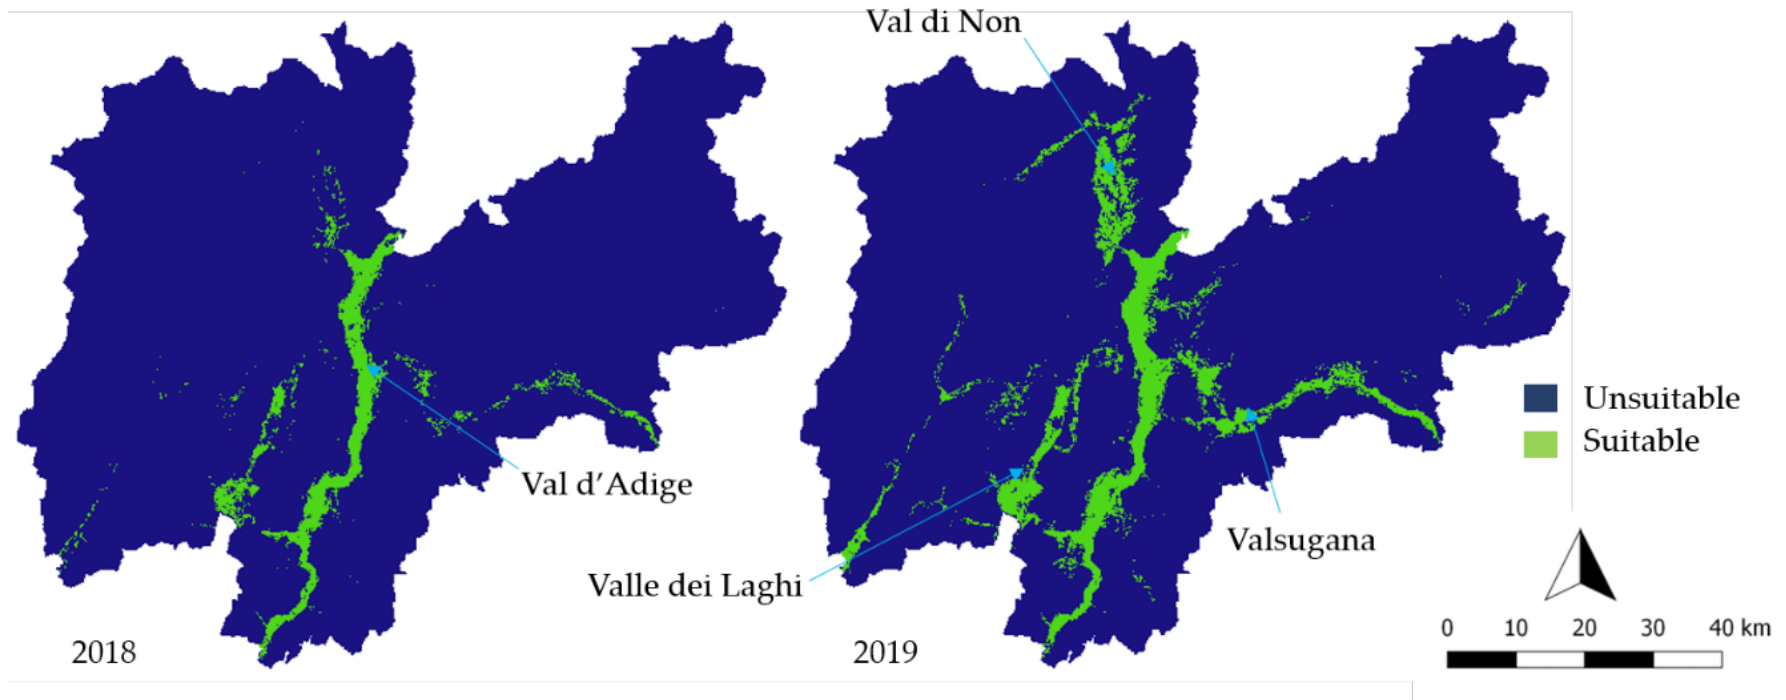 Val di Non
Unsuitable
Suitable
Val d'Adige
Valsugana
Valle dei Laghi
2018
2019
0 10 20 30 40 km